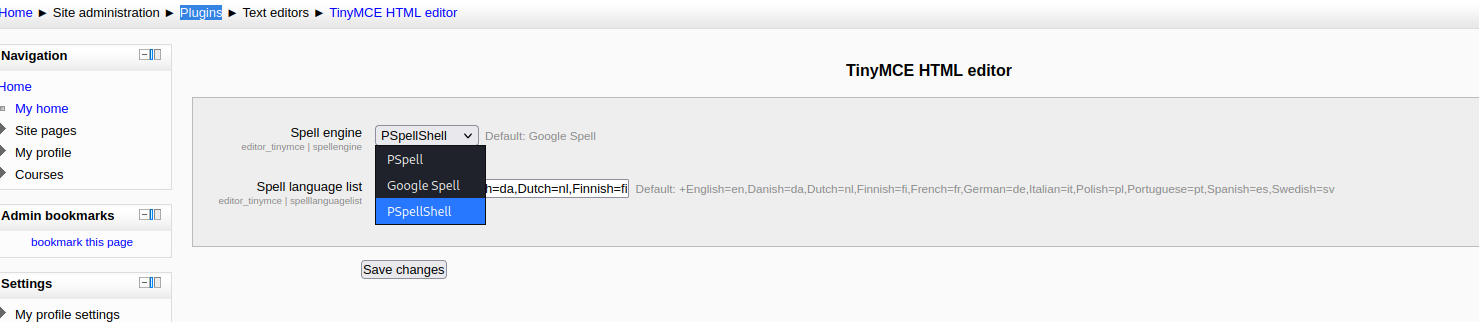 Home ► Site administration ► Plugins ► Text editors ► TinyMCE HTML editor
Navigation
Home
My home
Site pages
My profile
Courses
Admin bookmarks
bookmark this page
Settings
My profile settings
TinyMCE HTML editor
Spell engine PSpellShell Default: Google Spell
editor_tinymce | spellengine
PSpell
Google Spell
PSpellShell
Spell language list h=da,Dutch=nl,Finnish=fi Default: +English=en,Danish=da,Dutch=nl,Finnish=fi,French=fr,German=de,Italian=it,Polish=pl,Portuguese=pt,Spanish=es,Swedish=sv
editor_tinymce | spelllanguagelist
Save changes